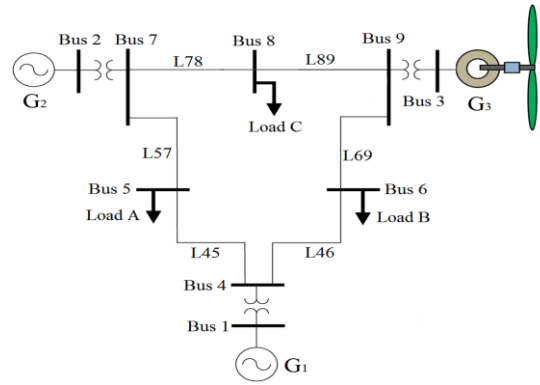 Bus 2
Bus 7
Bus 8
Bus 9
L78
L89
G2
Bus 3
G3
Load C
L57
L69
Bus 5
Bus 6
Load A
Load B
L45
L46
Bus 4
Bus 1
G1